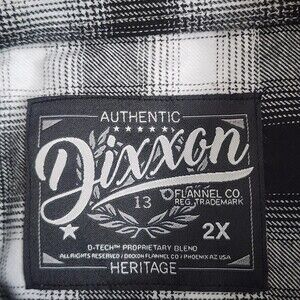 AUTHENTIC
Dixxon
FLANNEL CO.
13
REG. TRADEMARK
2X
D-TECH™ PROPRIETARY BLEND
ALL RIGHTS RESERVED / DIXXON FLANNEL CO / PHOENIX AZ USA
HERITAGE